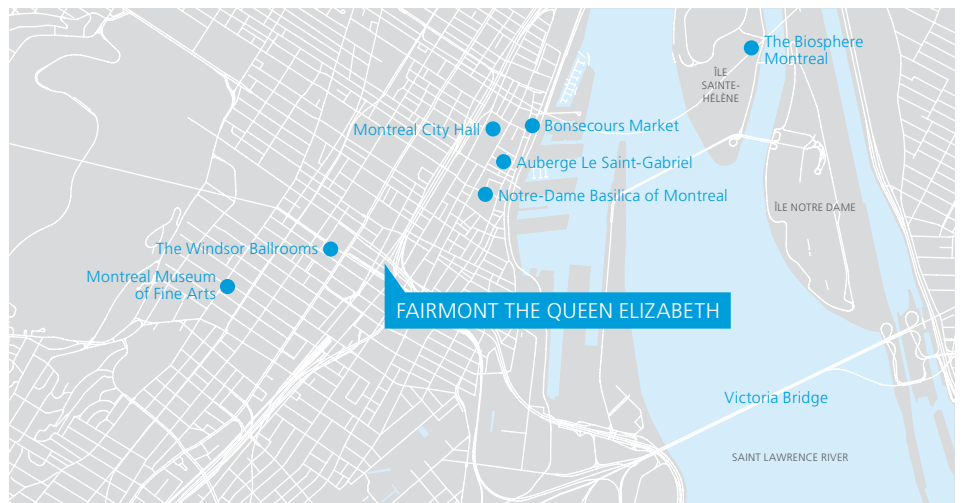 The Biosphere
Montreal
ÎLE
SAINTE-
HÉLÈNE
Montreal City Hall
Bonsecours Market
Auberge Le Saint-Gabriel
Notre-Dame Basilica of Montreal
ÎLE NOTRE DAME
The Windsor Ballrooms
Montreal Museum
of Fine Arts
FAIRMONT THE QUEEN ELIZABETH
Victoria Bridge
SAINT LAWRENCE RIVER